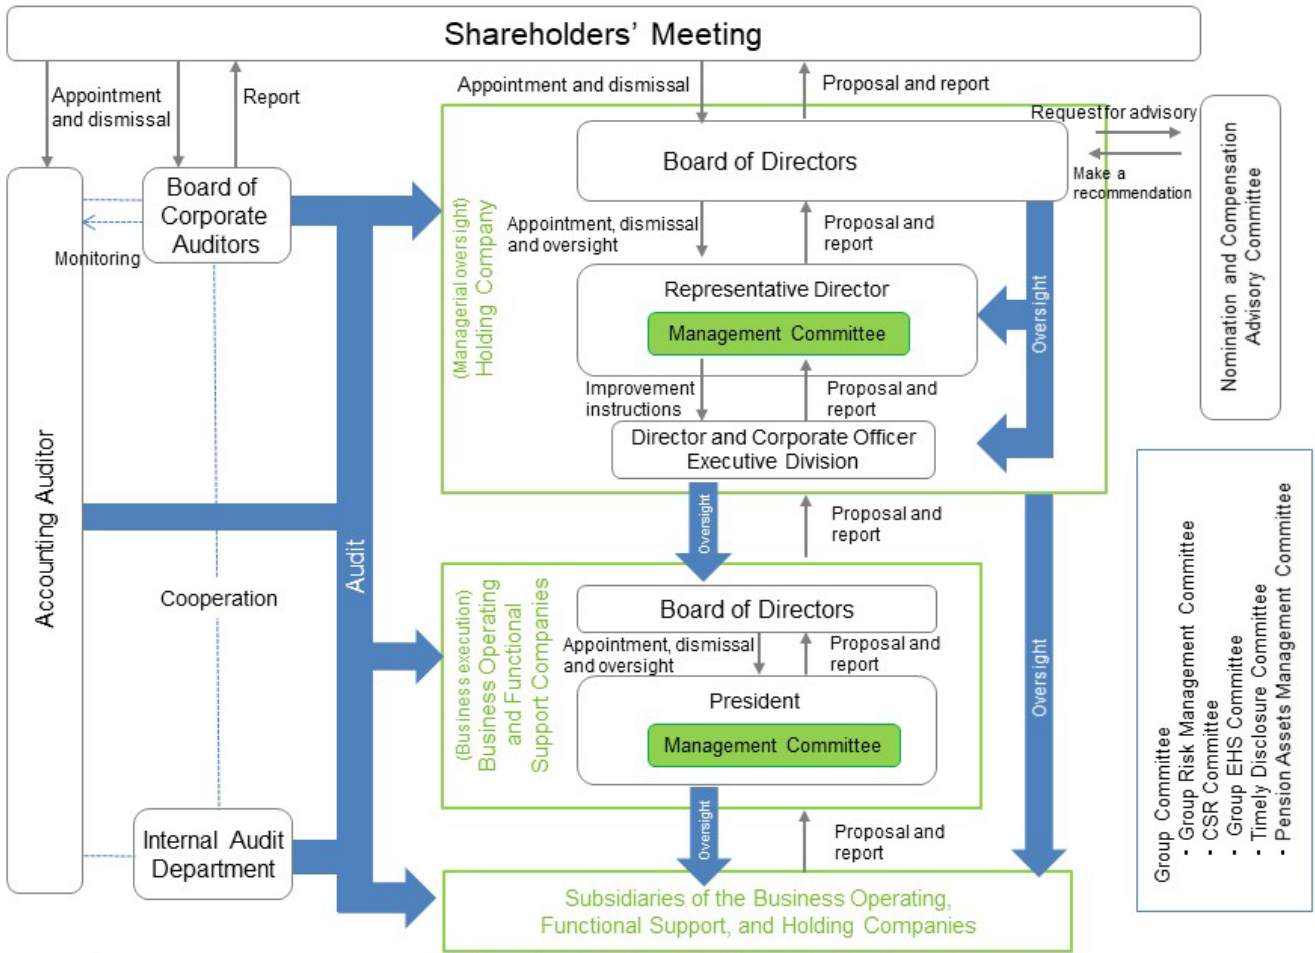 Shareholders' Meeting
Appointment
and dismissal
Report
Appointment and dismissal
Proposal and report
Request for advisory
Make a
recommendation
Nomination and Compensation
Advisory Committee
Board of
Corporate
Auditors
Monitoring
Accounting Auditor
Cooperation
Internal Audit
Department
Audit
(Managerial oversight)
Holding Company
Board of Directors
Appointment, dismissal
and oversight
Proposal and
report
Representative Director
Management Committee
Oversight
Improvement
instructions
Proposal and
report
Director and Corporate Officer
Executive Division
Oversight
Proposal and
report
Oversight
(Business execution)
Business Operating
and Functional
Support Companies
Board of Directors
Appointment, dismissal
and oversight
Proposal and
report
President
Management Committee
Oversight
Proposal and
report
Subsidiaries of the Business Operating,
Functional Support, and Holding Companies
Group Committee
· Group Risk Management Committee
· CSR Committee
· Group EHS Committee
· Timely Disclosure Committee
· Pension Assets Management Committee